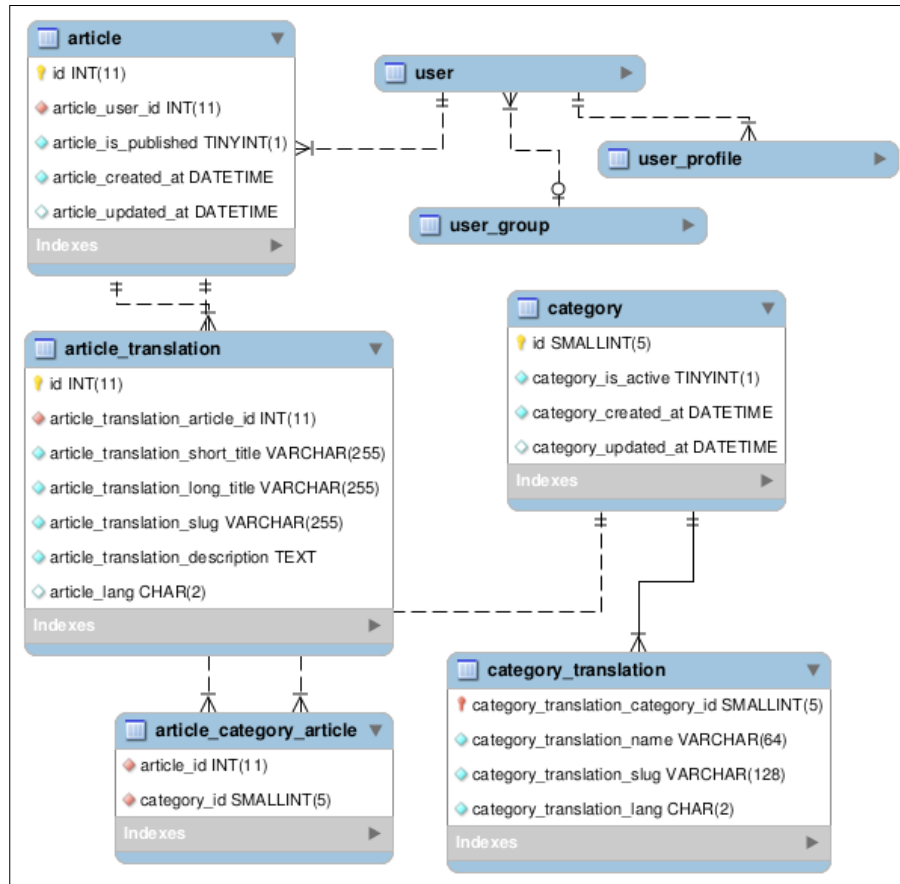 article
id INT(11)
article_user_id INT(11)
article_is_published TINYINT(1)
article_created_at DATETIME
article_updated_at DATETIME
Indexes
user
user_profile
user_group
article_translation
id INT(11)
article_translation_article_id INT(11)
article_translation_short_title VARCHAR(255)
article_translation_long_title VARCHAR(255)
article_translation_slug VARCHAR(255)
article_translation_description TEXT
article_lang CHAR(2)
Indexes
category
id SMALLINT(5)
category_is_active TINYINT(1)
category_created_at DATETIME
category_updated_at DATETIME
Indexes
article_category_article
article_id INT(11)
category_id SMALLINT(5)
Indexes
category_translation
category_translation_category_id SMALLINT(5)
category_translation_name VARCHAR(64)
category_translation_slug VARCHAR(128)
category_translation_lang CHAR(2)
Indexes